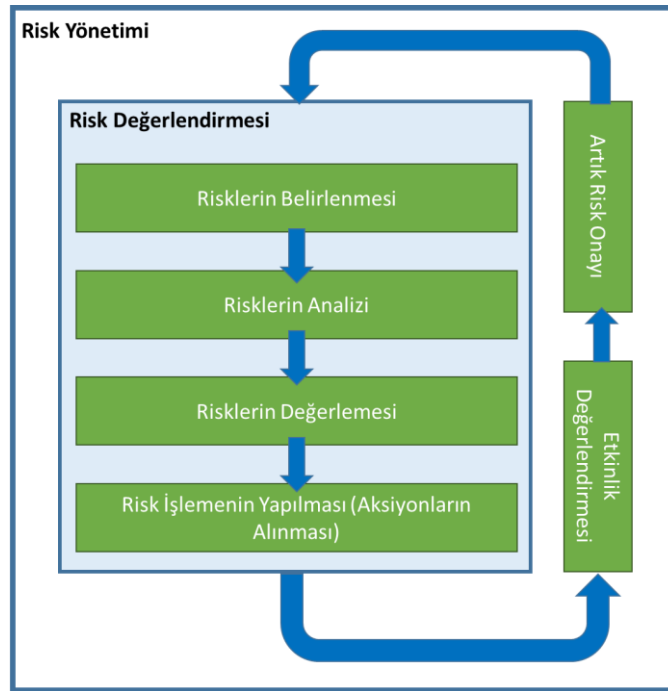 Risk Yönetimi
Risk Değerlendirmesi
Risklerin Belirlenmesi
Risklerin Analizi
Risklerin Değerlemesi
Risk İşlemenin Yapılması (Aksiyonların
Alınması)
Etkinlik
Değerlendirmesi
Artık Risk Onayı